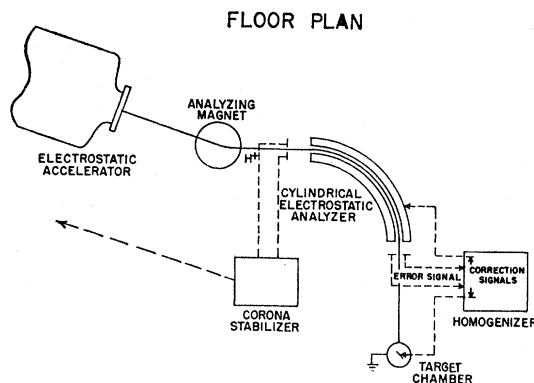 FLOOR PLAN
ANALYZING
MAGNET
ELECTROSTATIC
ACCELERATOR
H+
CYLINDRICAL
ELECTROSTATIC
ANALYZER
ERROR SIGNAL
CORRECTION
SIGNALS
CORONA
STABILIZER
HOMOGENIZER
TARGET
CHAMBER